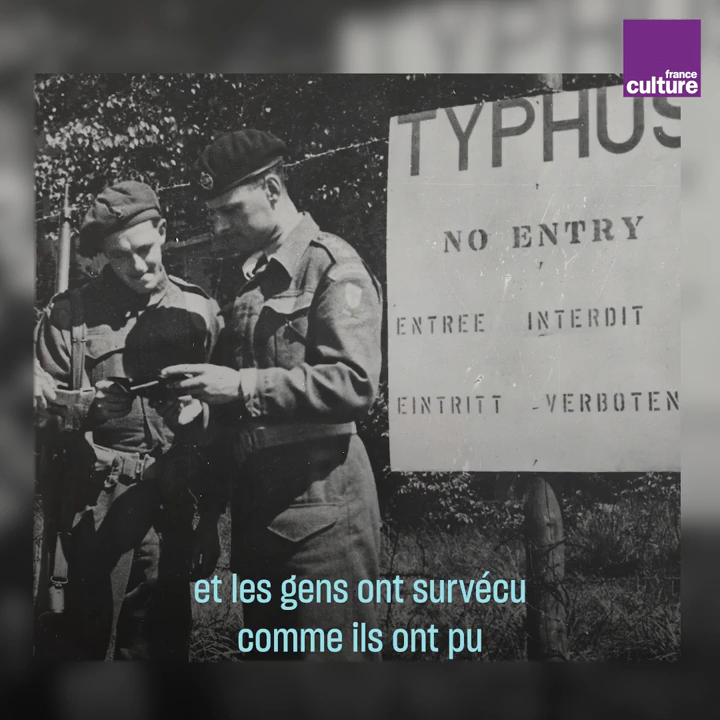 france
culture
TYPHUS
NO ENTRY
ENTREE INTERDIT
EINTRITT -VERBOTEN
et les gens ont survécu
comme ils ont pu